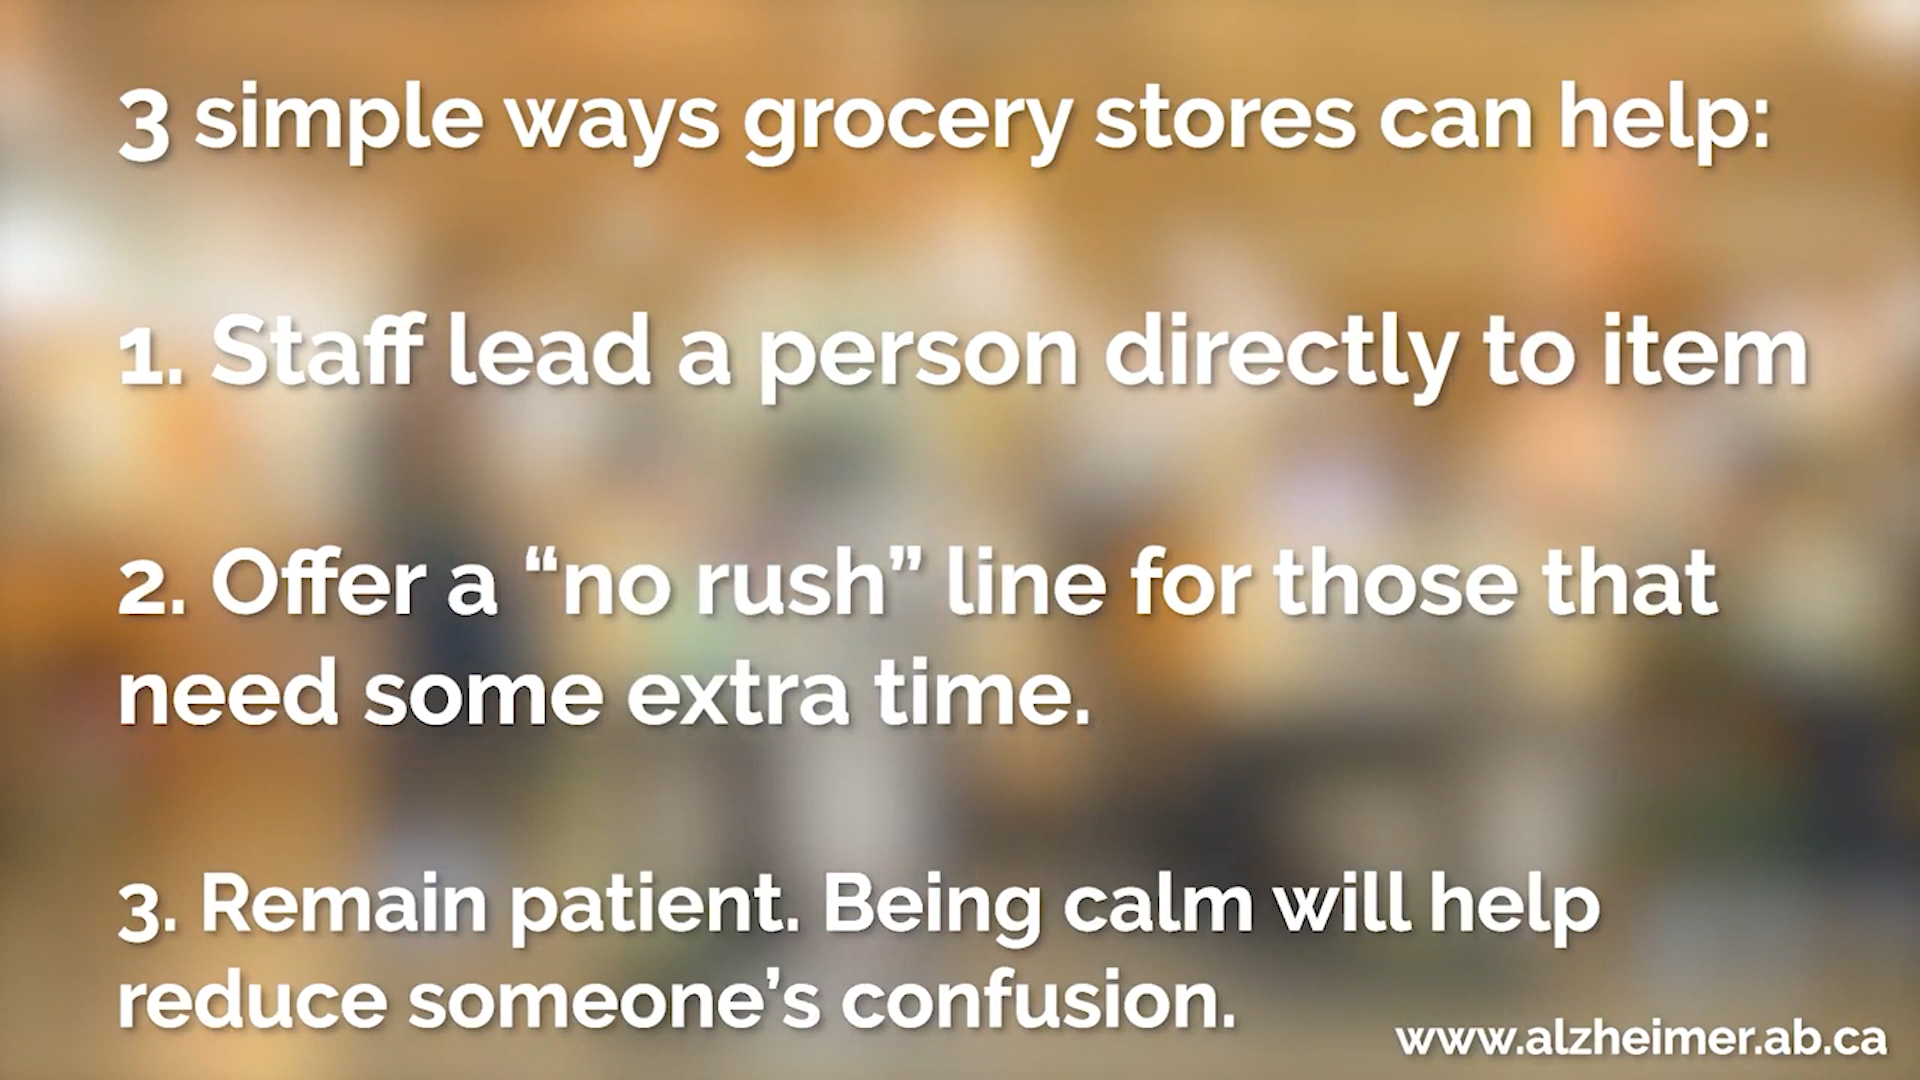 3 simple ways grocery stores can help:
1. Staff lead a person directly to item
2. Offer a “no rush” line for those that
need some extra time.
3. Remain patient. Being calm will help
reduce someone’s confusion.
www.alzheimer.ab.ca